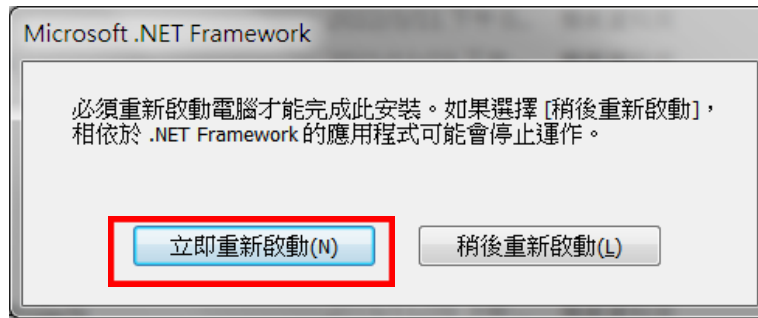 Microsoft .NET Framework
必須重新啟動電腦才能完成此安裝。如果選擇 [稍後重新啟動]，
相依於 .NET Framework 的應用程式可能會停止運作。
立即重新啟動(N) 稍後重新啟動(L)